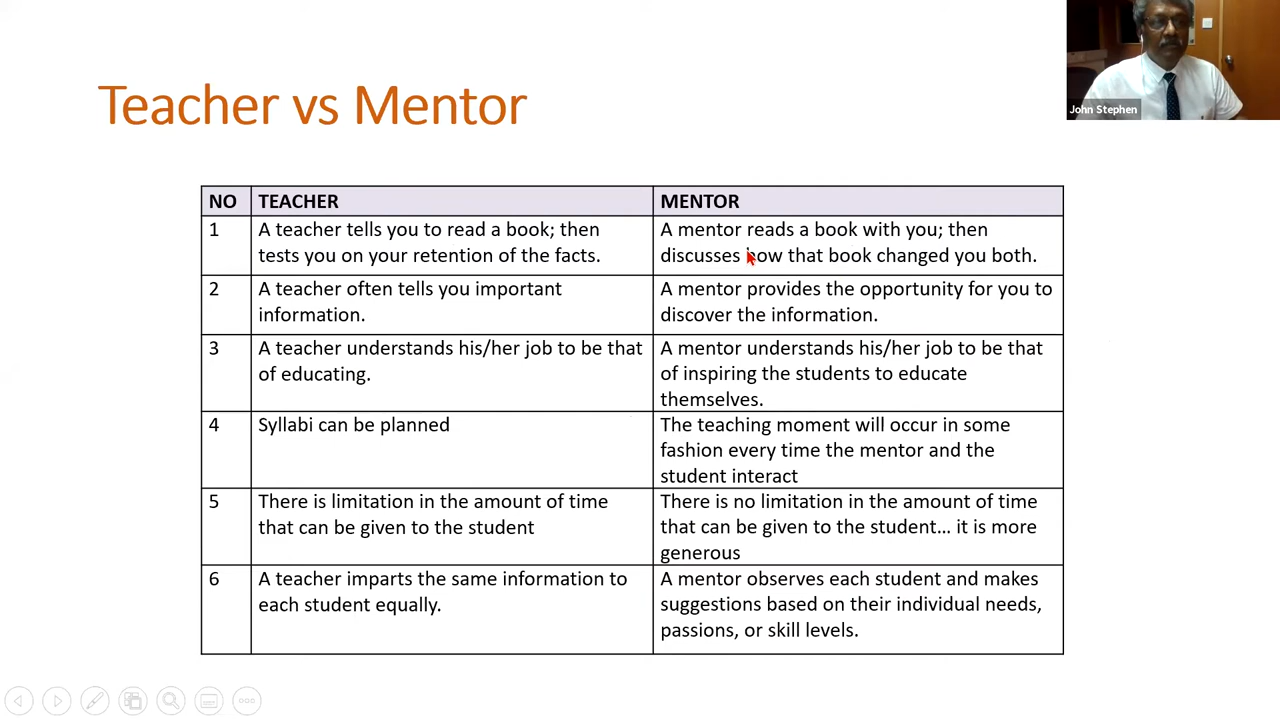 John Stephen
Teacher vs Mentor
NO TEACHER MENTOR
1 A teacher tells you to read a book; then
tests you on your retention of the facts.
A mentor reads a book with you; then
discusses how that book changed you both.
2 A teacher often tells you important
information.
A mentor provides the opportunity for you to
discover the information.
3 A teacher understands his/her job to be that
of educating.
A mentor understands his/her job to be that
of inspiring the students to educate
themselves.
4 Syllabi can be planned
The teaching moment will occur in some
fashion every time the mentor and the
student interact
5 There is limitation in the amount of time
that can be given to the student
There is no limitation in the amount of time
that can be given to the student… it is more
generous
6 A teacher imparts the same information to
each student equally.
A mentor observes each student and makes
suggestions based on their individual needs,
passions, or skill levels.